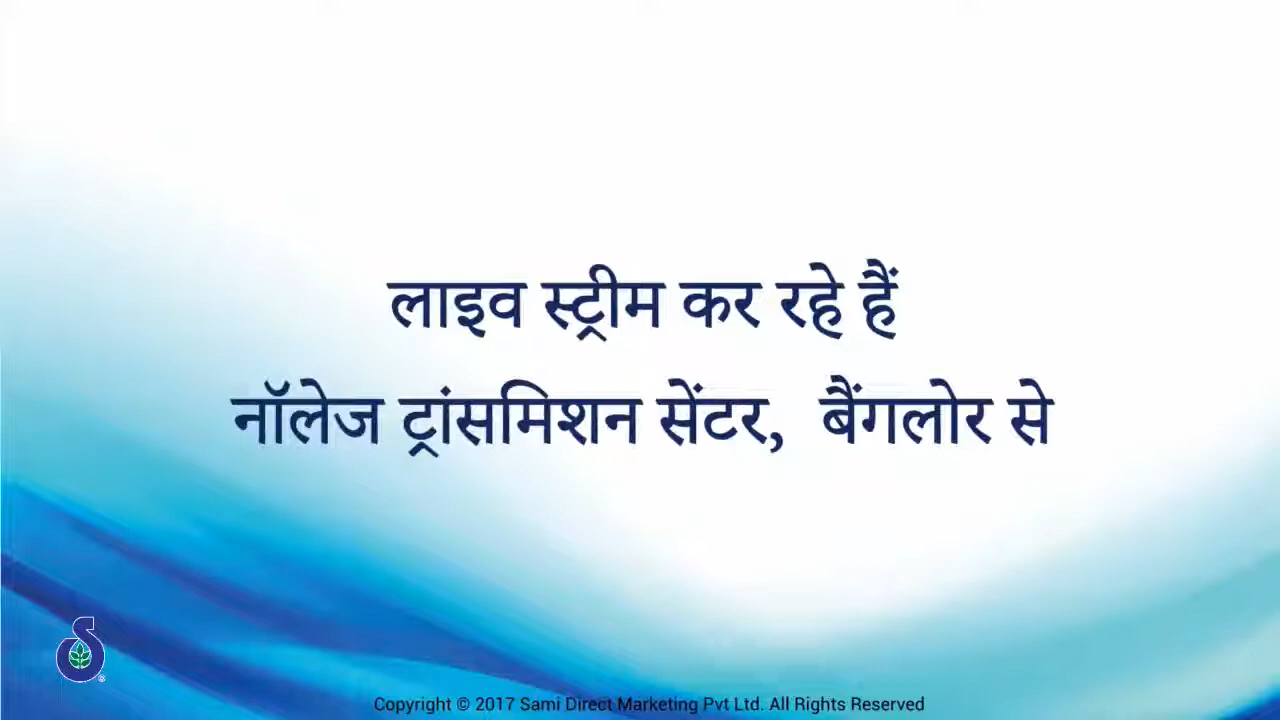 लाइव स्ट्रीम कर रहे हैं
नॉलेज ट्रांसमिशन सेंटर, बैंगलोर से
Copyright © 2017 Sami Direct Marketing Pvt Ltd. All Rights Reserved